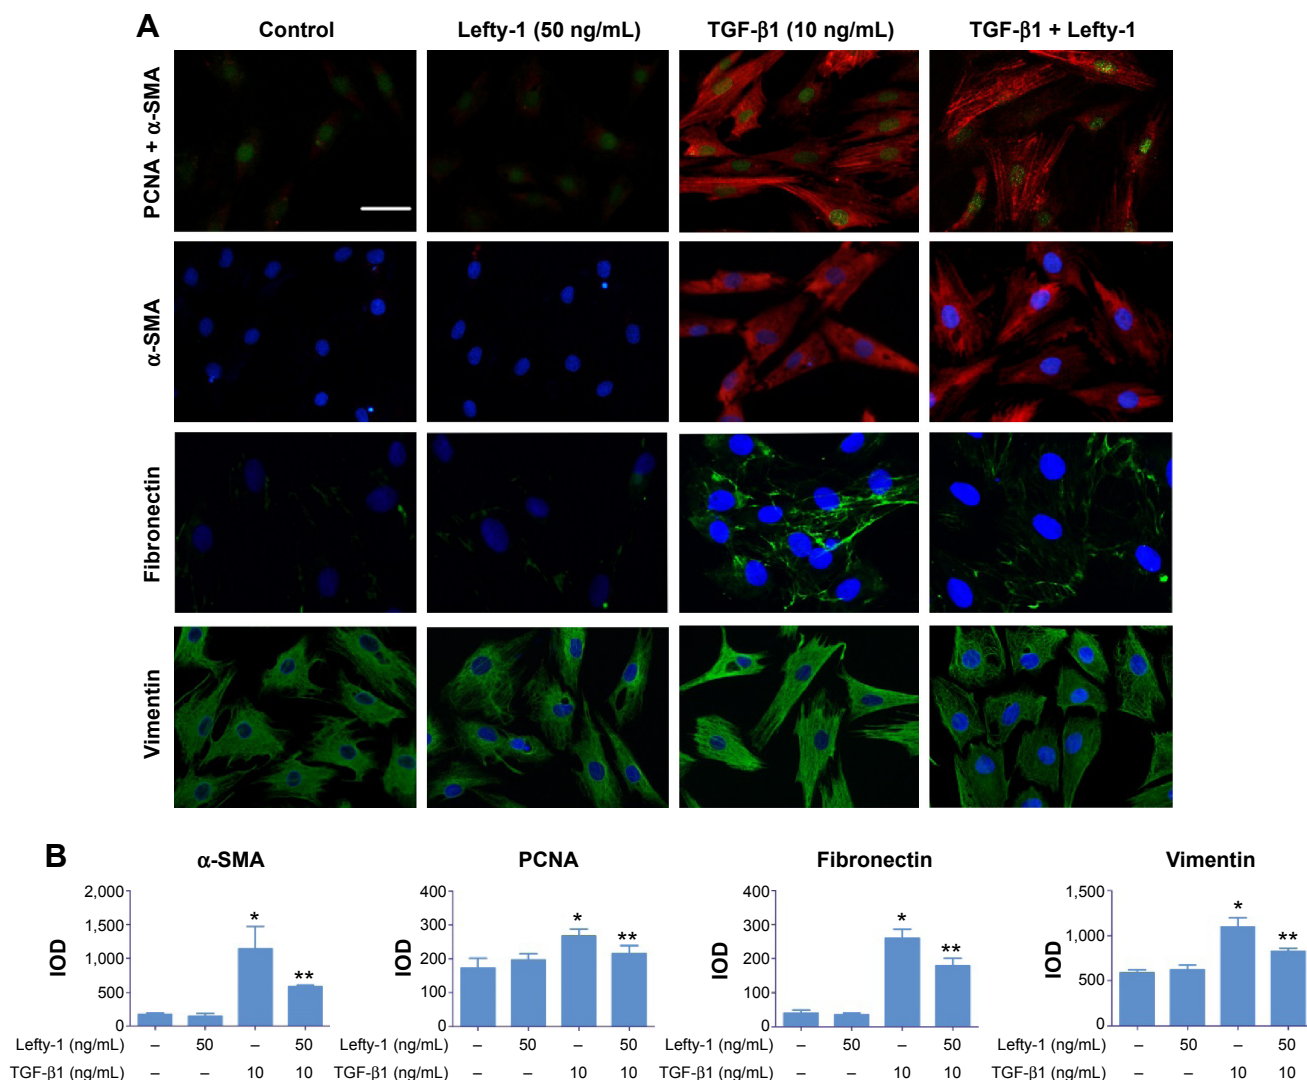 A
Control
Lefty-1 (50 ng/mL)
TGF-β1 (10 ng/mL)
TGF-β1 + Lefty-1
PCNA + α-SMA
α-SMA
Fibronectin
Vimentin
B
α-SMA
PCNA
Fibronectin
Vimentin
IOD
2,000
1,500
1,000
500
0
*
**
IOD
400
300
200
100
0
*
**
IOD
400
300
200
100
0
*
**
IOD
1,500
1,000
500
0
*
**
Lefty-1 (ng/mL) – 50 – 50
TGF-β1 (ng/mL) – – 10 10
Lefty-1 (ng/mL) – 50 – 50
TGF-β1 (ng/mL) – – 10 10
Lefty-1 (ng/mL) – 50 – 50
TGF-β1 (ng/mL) – – 10 10
Lefty-1 (ng/mL) – 50 – 50
TGF-β1 (ng/mL) – – 10 10